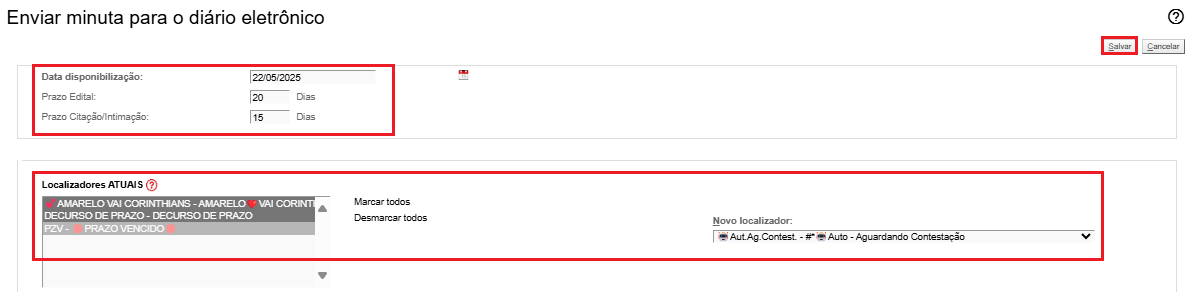 Enviar minuta para o diário eletrônico
?
Salvar Cancelar
Data disponibilização: 22/05/2025
Prazo Edital: 20 Dias
Prazo Citação/Intimação: 15 Dias
Localizadores ATUAIS ?
AMARELO VAI CORINTHIANS - AMARELO VAI CORINT
DECURSO DE PRAZO - DECURSO DE PRAZO
PZV - PRAZO VENCIDO
Marcar todos
Desmarcar todos
Novo localizador:
Aut.Ag.Contest. - #* Auto - Aguardando Contestação